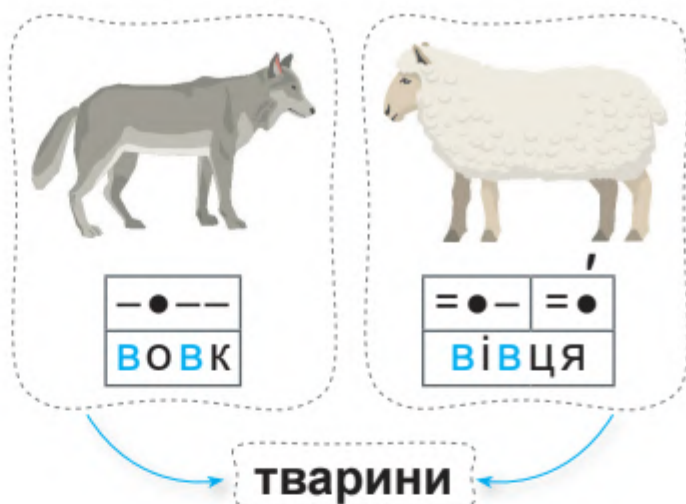 – ● – –
вовк
= ● – = ●́
вівця
тварини